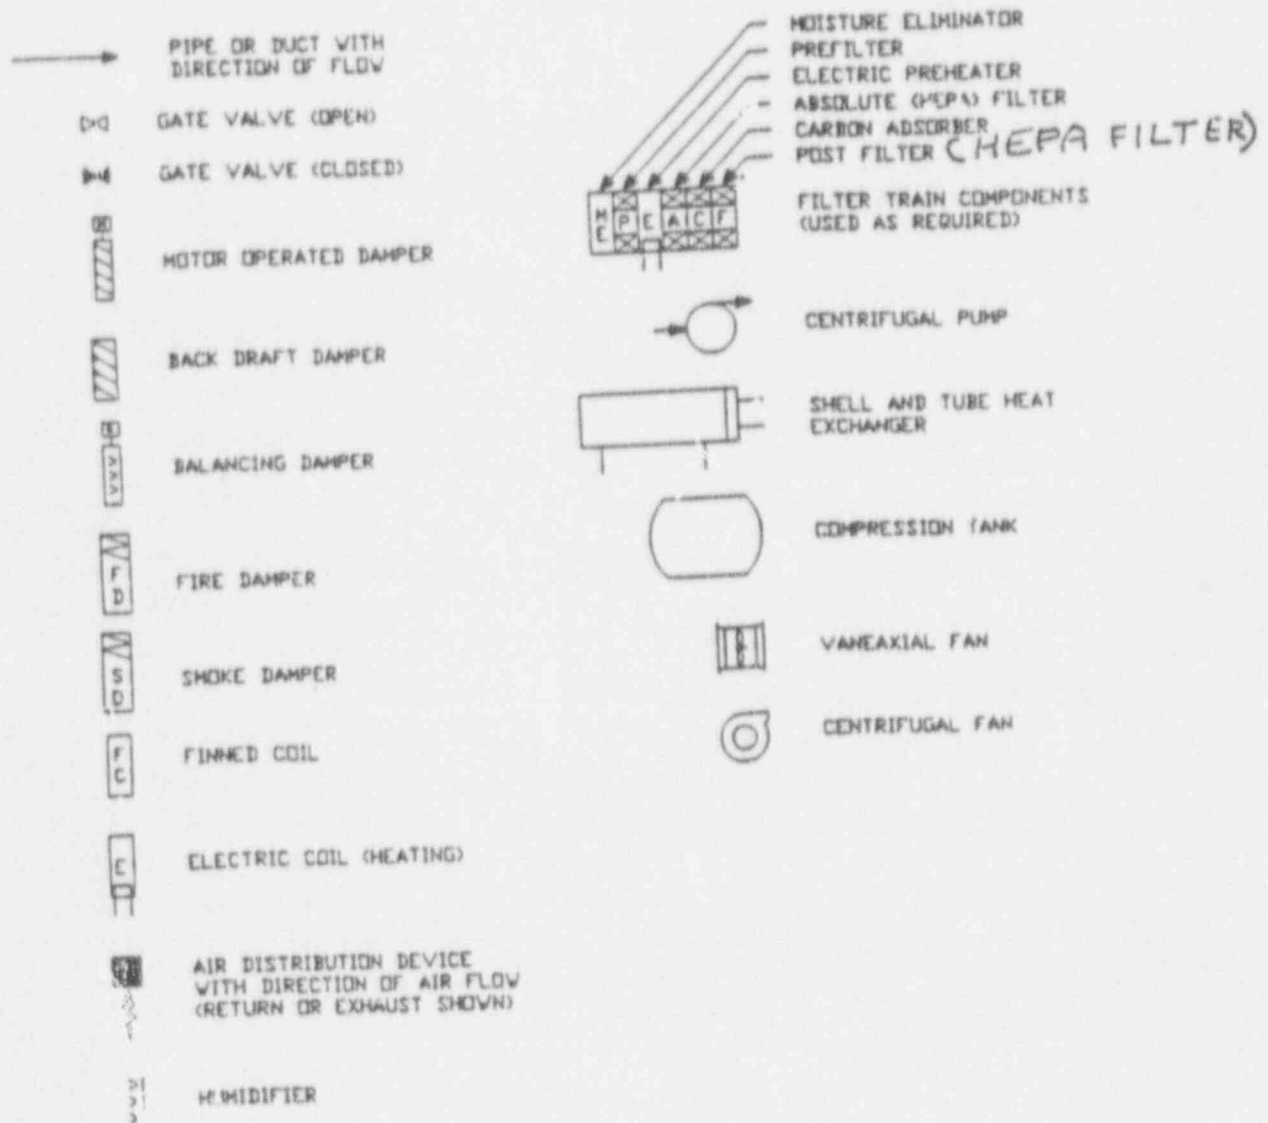 PIPE OR DUCT WITH
DIRECTION OF FLOW
GATE VALVE (OPEN)
GATE VALVE (CLOSED)
MOTOR OPERATED DAMPER
BACK DRAFT DAMPER
BALANCING DAMPER
F
D
FIRE DAMPER
S
D
SMOKE DAMPER
F
C
FINNED COIL
E
ELECTRIC COIL (HEATING)
AIR DISTRIBUTION DEVICE
WITH DIRECTION OF AIR FLOW
(RETURN OR EXHAUST SHOWN)
HUMIDIFIER
MOISTURE ELIMINATOR
PREFILTER
ELECTRIC PREHEATER
ABSOLUTE (HEPA) FILTER
CARBON ADSORBER
POST FILTER (HEPA FILTER)
ME P E A C F
FILTER TRAIN COMPONENTS
(USED AS REQUIRED)
CENTRIFUGAL PUMP
SHELL AND TUBE HEAT
EXCHANGER
COMPRESSION TANK
VANEAXIAL FAN
CENTRIFUGAL FAN